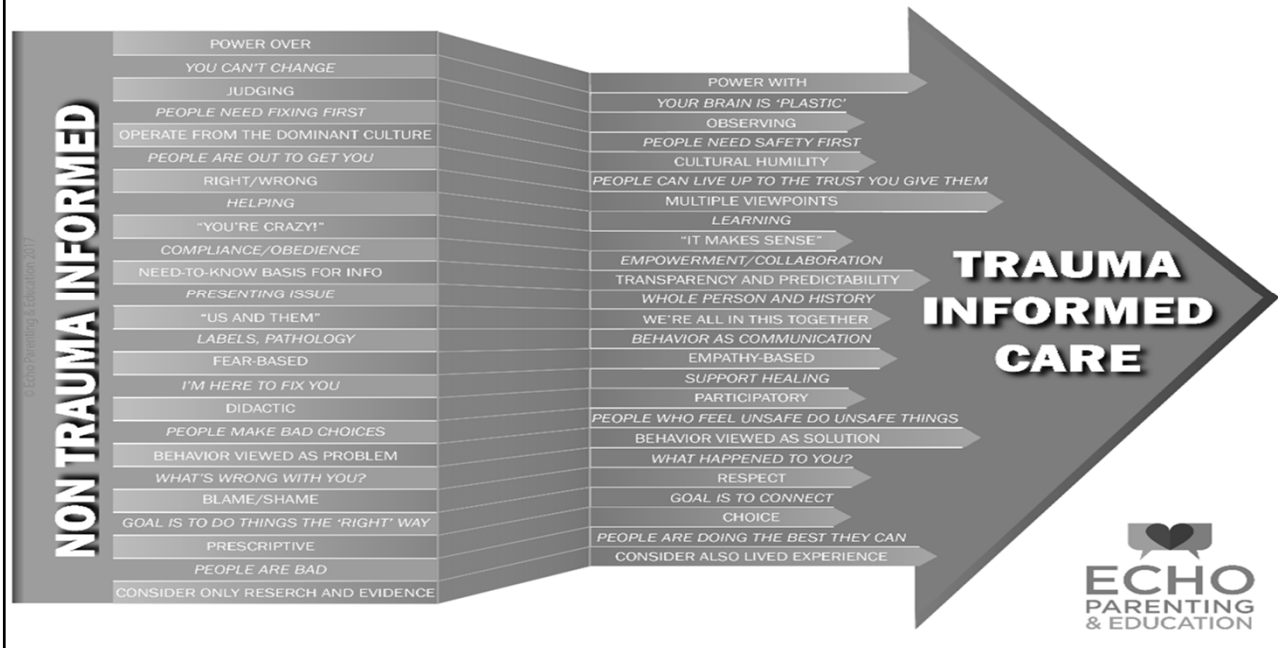 NON TRAUMA INFORMED
© Echo Parenting & Education 2017
POWER OVER
YOU CAN'T CHANGE
JUDGING
PEOPLE NEED FIXING FIRST
OPERATE FROM THE DOMINANT CULTURE
PEOPLE ARE OUT TO GET YOU
RIGHT/WRONG
HELPING
"YOU'RE CRAZY!"
COMPLIANCE/OBEDIENCE
NEED-TO-KNOW BASIS FOR INFO
PRESENTING ISSUE
"US AND THEM"
LABELS, PATHOLOGY
FEAR-BASED
I'M HERE TO FIX YOU
DIDACTIC
PEOPLE MAKE BAD CHOICES
BEHAVIOR VIEWED AS PROBLEM
WHAT'S WRONG WITH YOU?
BLAME/SHAME
GOAL IS TO DO THINGS THE 'RIGHT' WAY
PRESCRIPTIVE
PEOPLE ARE BAD
CONSIDER ONLY RESERCH AND EVIDENCE
POWER WITH
YOUR BRAIN IS 'PLASTIC'
OBSERVING
PEOPLE NEED SAFETY FIRST
CULTURAL HUMILITY
PEOPLE CAN LIVE UP TO THE TRUST YOU GIVE THEM
MULTIPLE VIEWPOINTS
LEARNING
"IT MAKES SENSE"
EMPOWERMENT/COLLABORATION
TRANSPARENCY AND PREDICTABILITY
WHOLE PERSON AND HISTORY
WE'RE ALL IN THIS TOGETHER
BEHAVIOR AS COMMUNICATION
EMPATHY-BASED
SUPPORT HEALING
PARTICIPATORY
PEOPLE WHO FEEL UNSAFE DO UNSAFE THINGS
BEHAVIOR VIEWED AS SOLUTION
WHAT HAPPENED TO YOU?
RESPECT
GOAL IS TO CONNECT
CHOICE
PEOPLE ARE DOING THE BEST THEY CAN
CONSIDER ALSO LIVED EXPERIENCE
TRAUMA
INFORMED
CARE
ECHO
PARENTING
& EDUCATION